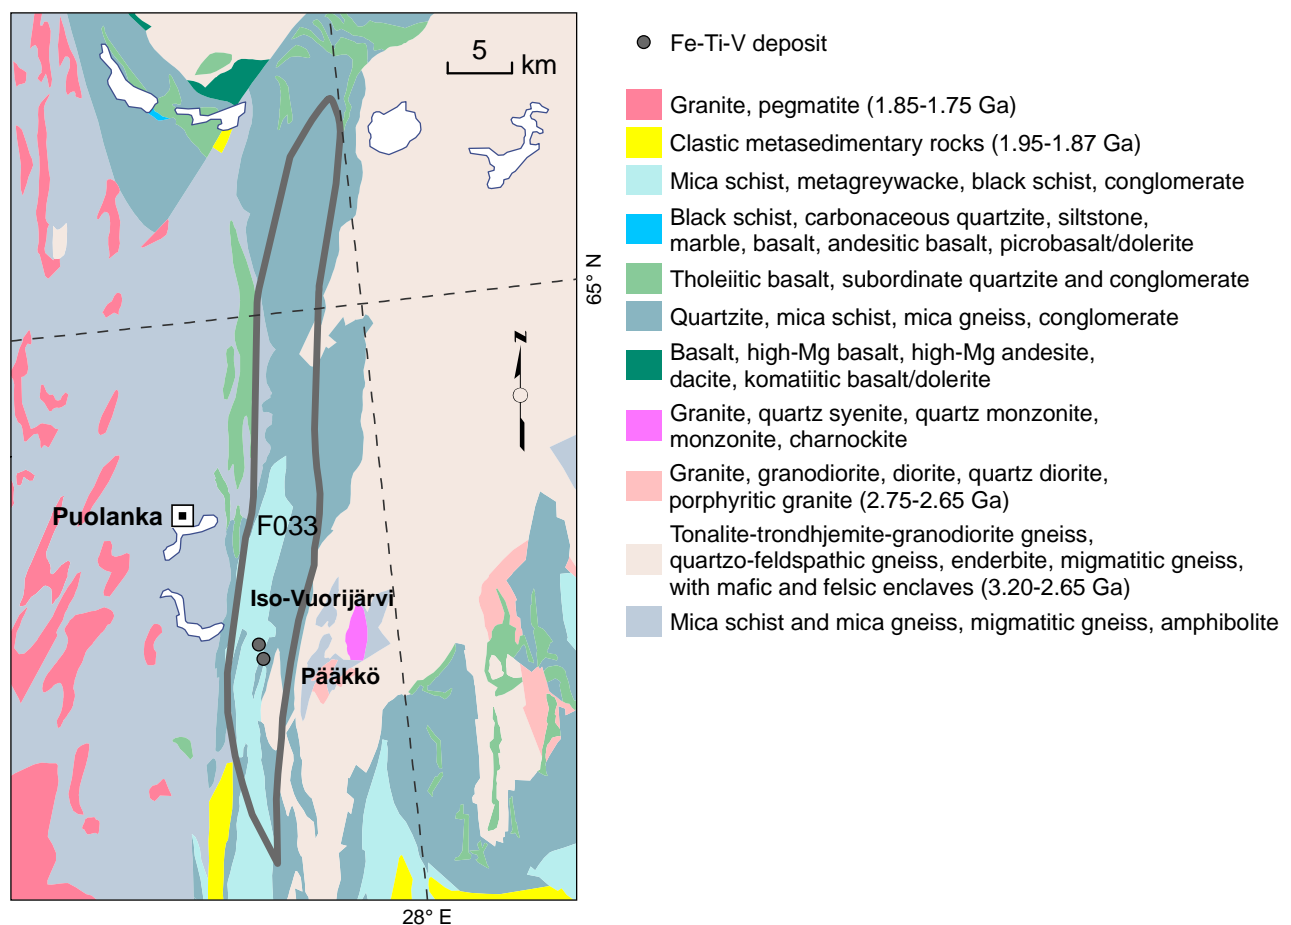 5
km
65° N
N
Puolanka
F033
Iso-Vuorijärvi
Pääkkö
28° E
Fe-Ti-V deposit
Granite, pegmatite (1.85-1.75 Ga)
Clastic metasedimentary rocks (1.95-1.87 Ga)
Mica schist, metagreywacke, black schist, conglomerate
Black schist, carbonaceous quartzite, siltstone,
marble, basalt, andesitic basalt, picrobasalt/dolerite
Tholeiitic basalt, subordinate quartzite and conglomerate
Quartzite, mica schist, mica gneiss, conglomerate
Basalt, high-Mg basalt, high-Mg andesite,
dacite, komatiitic basalt/dolerite
Granite, quartz syenite, quartz monzonite,
monzonite, charnockite
Granite, granodiorite, diorite, quartz diorite,
porphyritic granite (2.75-2.65 Ga)
Tonalite-trondhjemite-granodiorite gneiss,
quartzo-feldspathic gneiss, enderbite, migmatitic gneiss,
with mafic and felsic enclaves (3.20-2.65 Ga)
Mica schist and mica gneiss, migmatitic gneiss, amphibolite